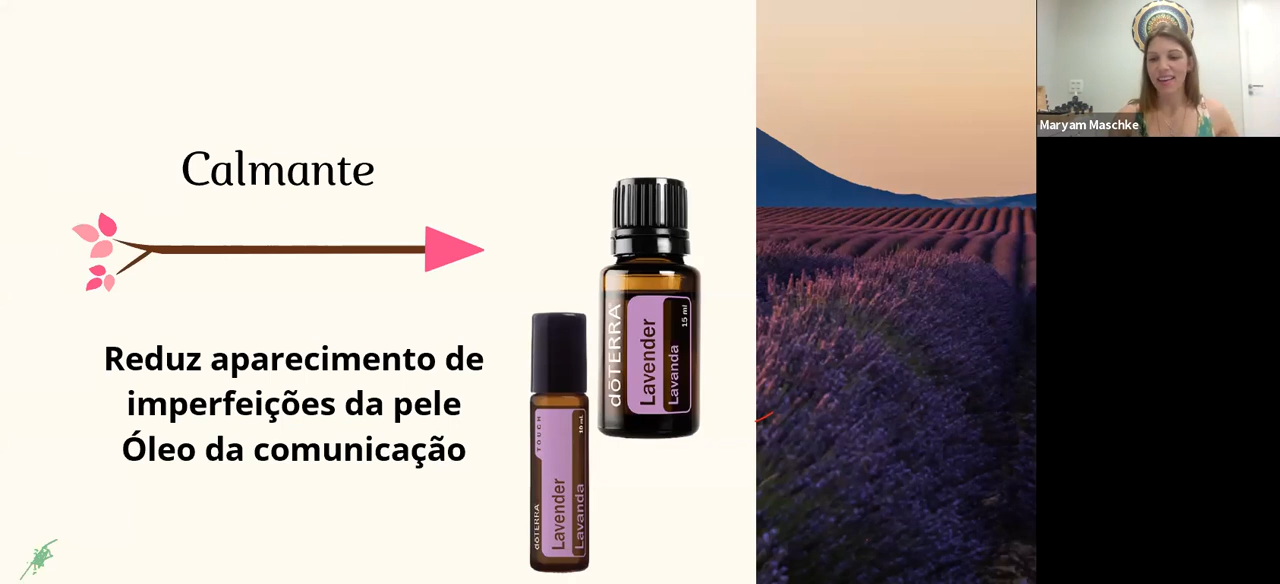 Calmante
Reduz aparecimento de
imperfeições da pele
Óleo da comunicação
dōTERRA
Lavender
Lavanda
15 ml
TOUCH
10 mL
dōTERRA
Lavender
Lavanda
Maryam Maschke